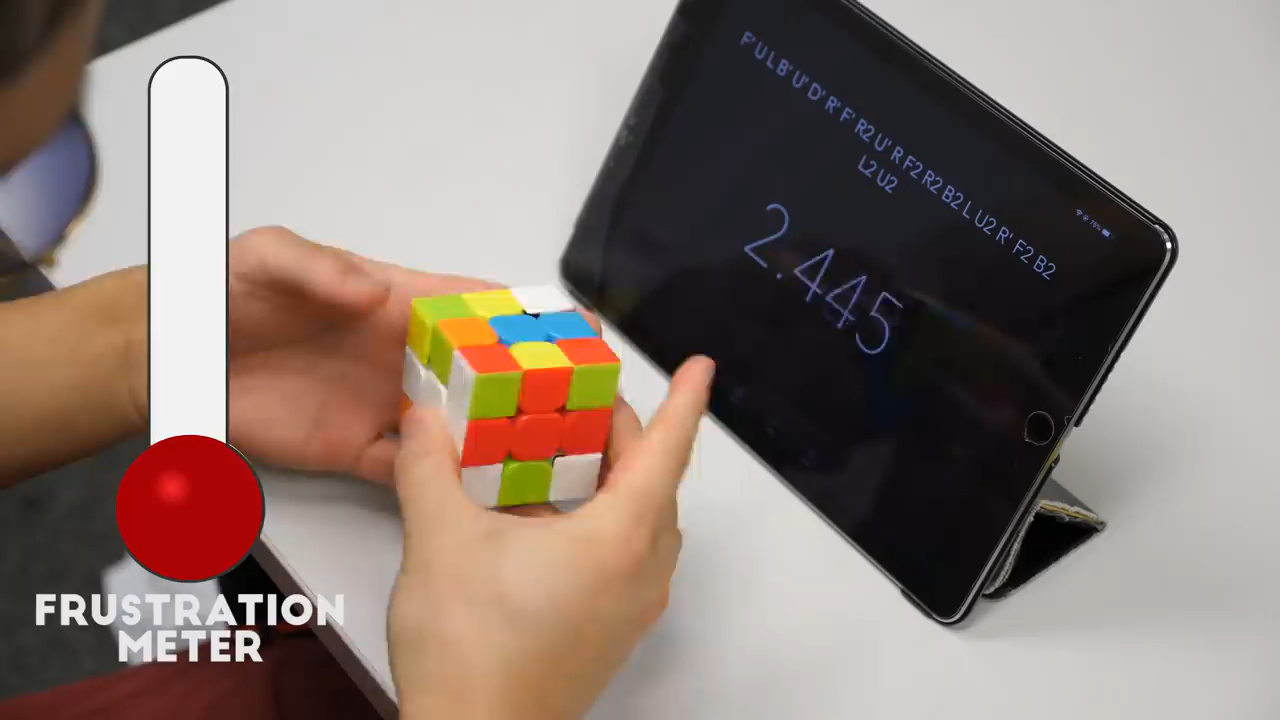 F' U L B' U' D' R' F' R2 U' R F2 R2 B2 L U2 R' F2 B2
L2 U2
2.445
FRUSTRATION
METER